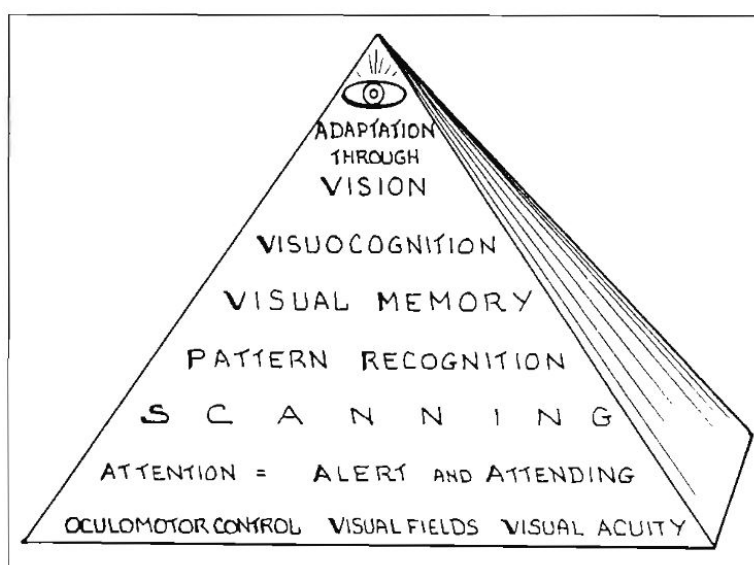 ADAPTATION
THROUGH
VISION
VISUOCOGNITION
VISUAL MEMORY
PATTERN RECOGNITION
SCANNING
ATTENTION = ALERT AND ATTENDING
OCULOMOTOR CONTROL VISUAL FIELDS VISUAL ACUITY